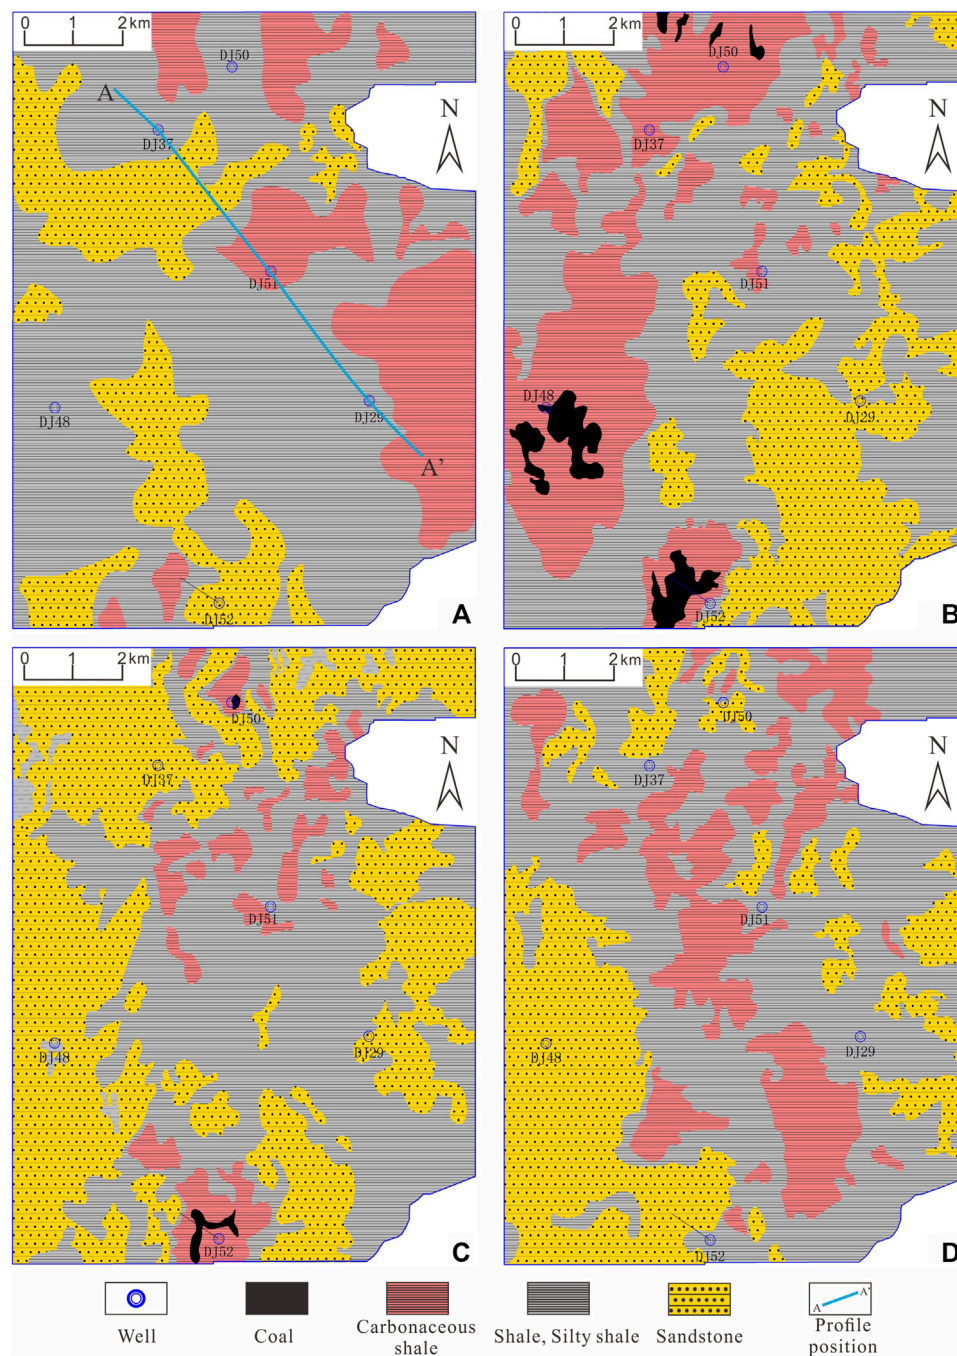 0 1 2 km
DJ50
A
N
DJ37
DJ51
DJ48
DJ29
A'
DJ52
A
0 1 2 km
DJ50
N
DJ37
DJ51
DJ48
DJ29
DJ52
B
0 1 2 km
DJ50
N
DJ37
DJ51
DJ48
DJ29
DJ52
C
0 1 2 km
DJ50
N
DJ37
DJ51
DJ48
DJ29
DJ52
D
A A'
Well
Coal
Carbonaceous
shale
Shale, Silty shale
Sandstone
Profile
position